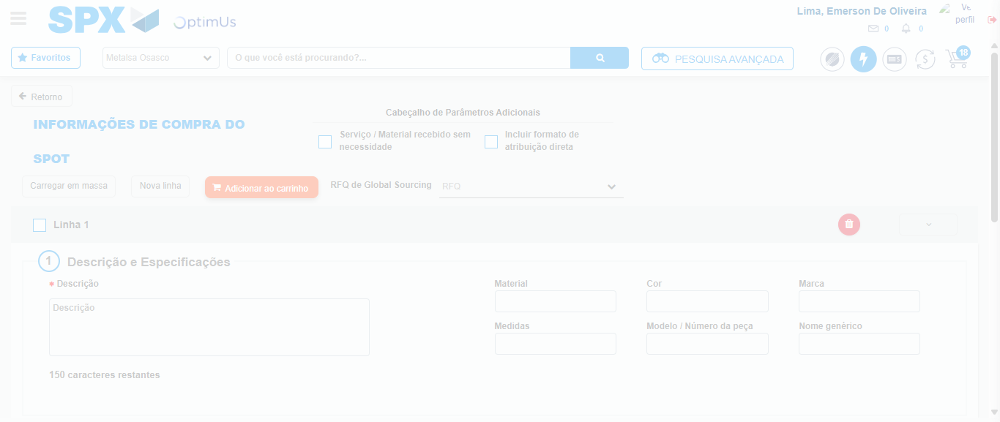 SPX OptimUs
Lima, Emerson De Oliveira
Ve
perfil
0 0
Favoritos
Metalsa Osasco
O que você está procurando?...
PESQUISA AVANÇADA
18
Retorno
INFORMAÇÕES DE COMPRA DO
SPOT
Cabeçalho de Parâmetros Adicionais
Serviço / Material recebido sem
necessidade
Incluir formato de
atribuição direta
Carregar em massa
Nova linha
Adicionar ao carrinho
RFQ de Global Sourcing
RFQ
Linha 1
1 Descrição e Especificações
* Descrição
Descrição
150 caracteres restantes
Material
Cor
Marca
Medidas
Modelo / Número da peça
Nome genérico